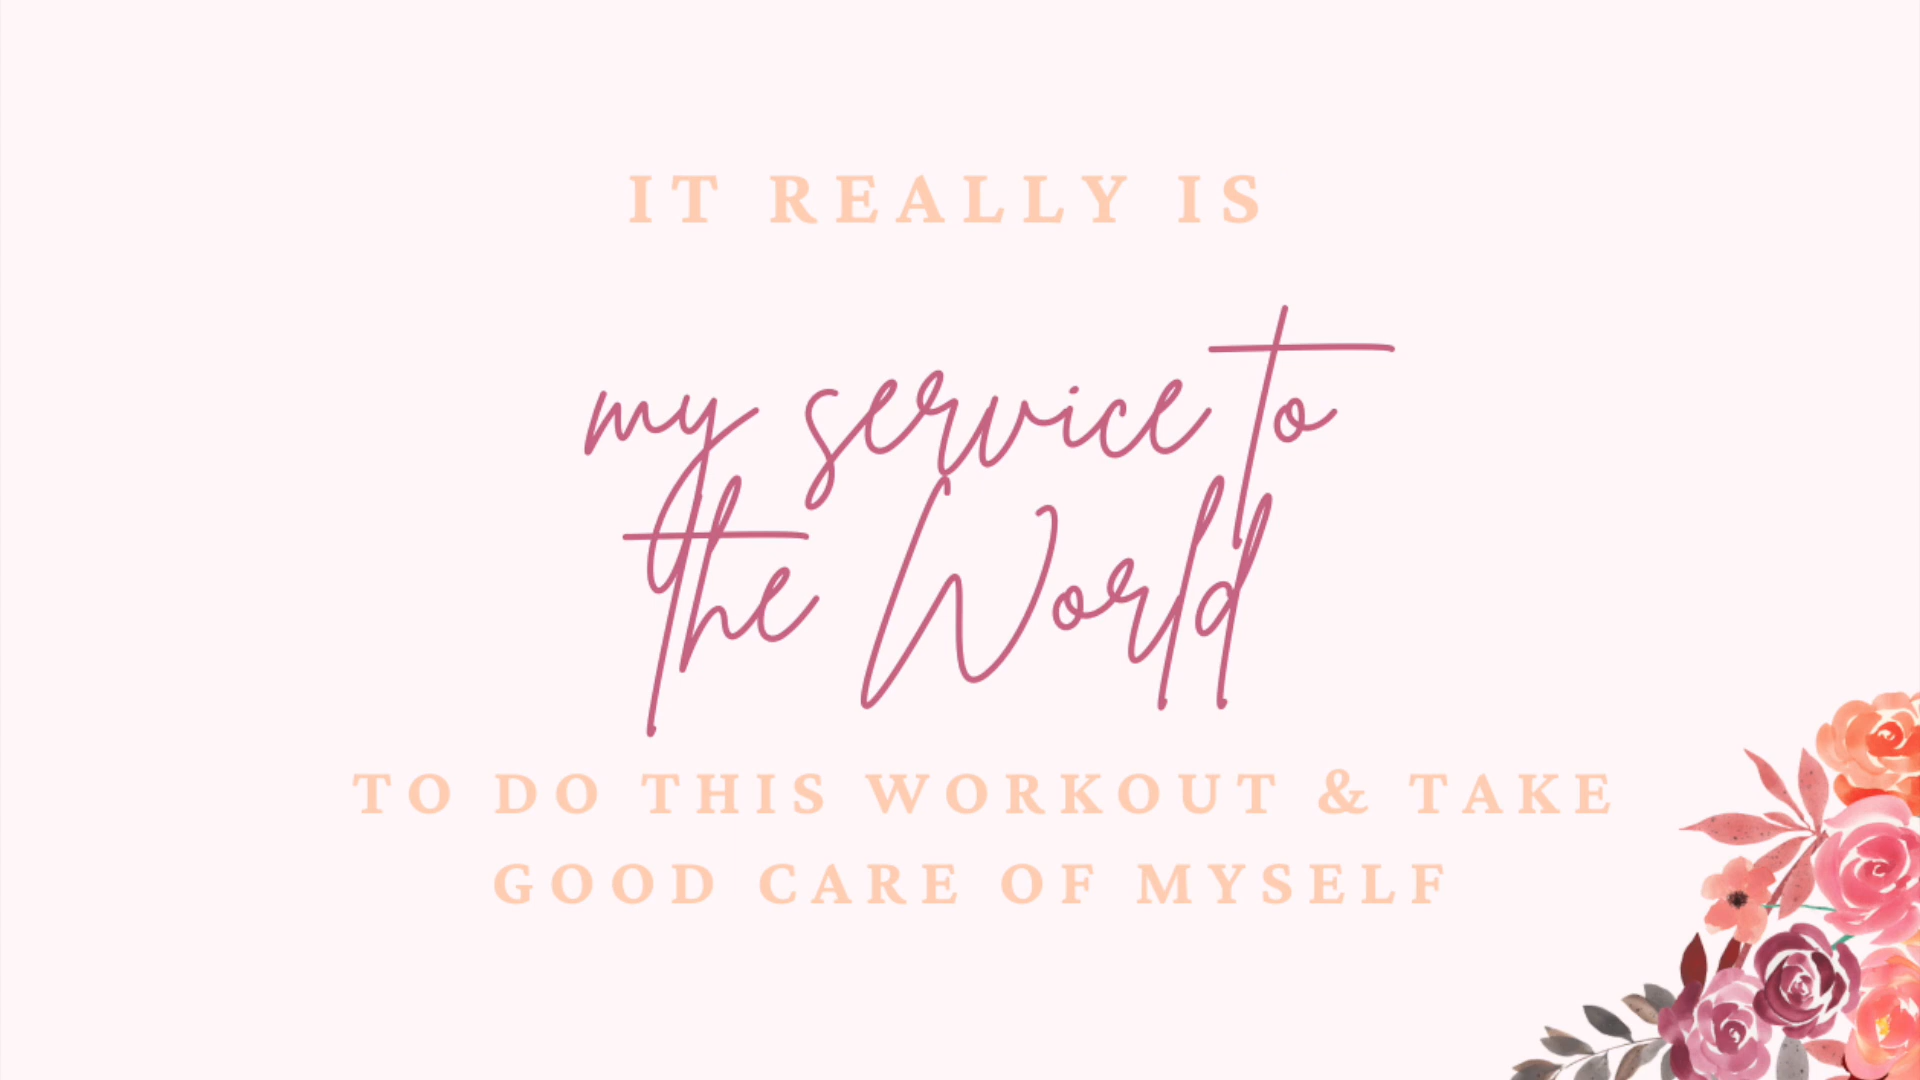 IT REALLY IS
my service to
the World
TO DO THIS WORKOUT & TAKE
GOOD CARE OF MYSELF